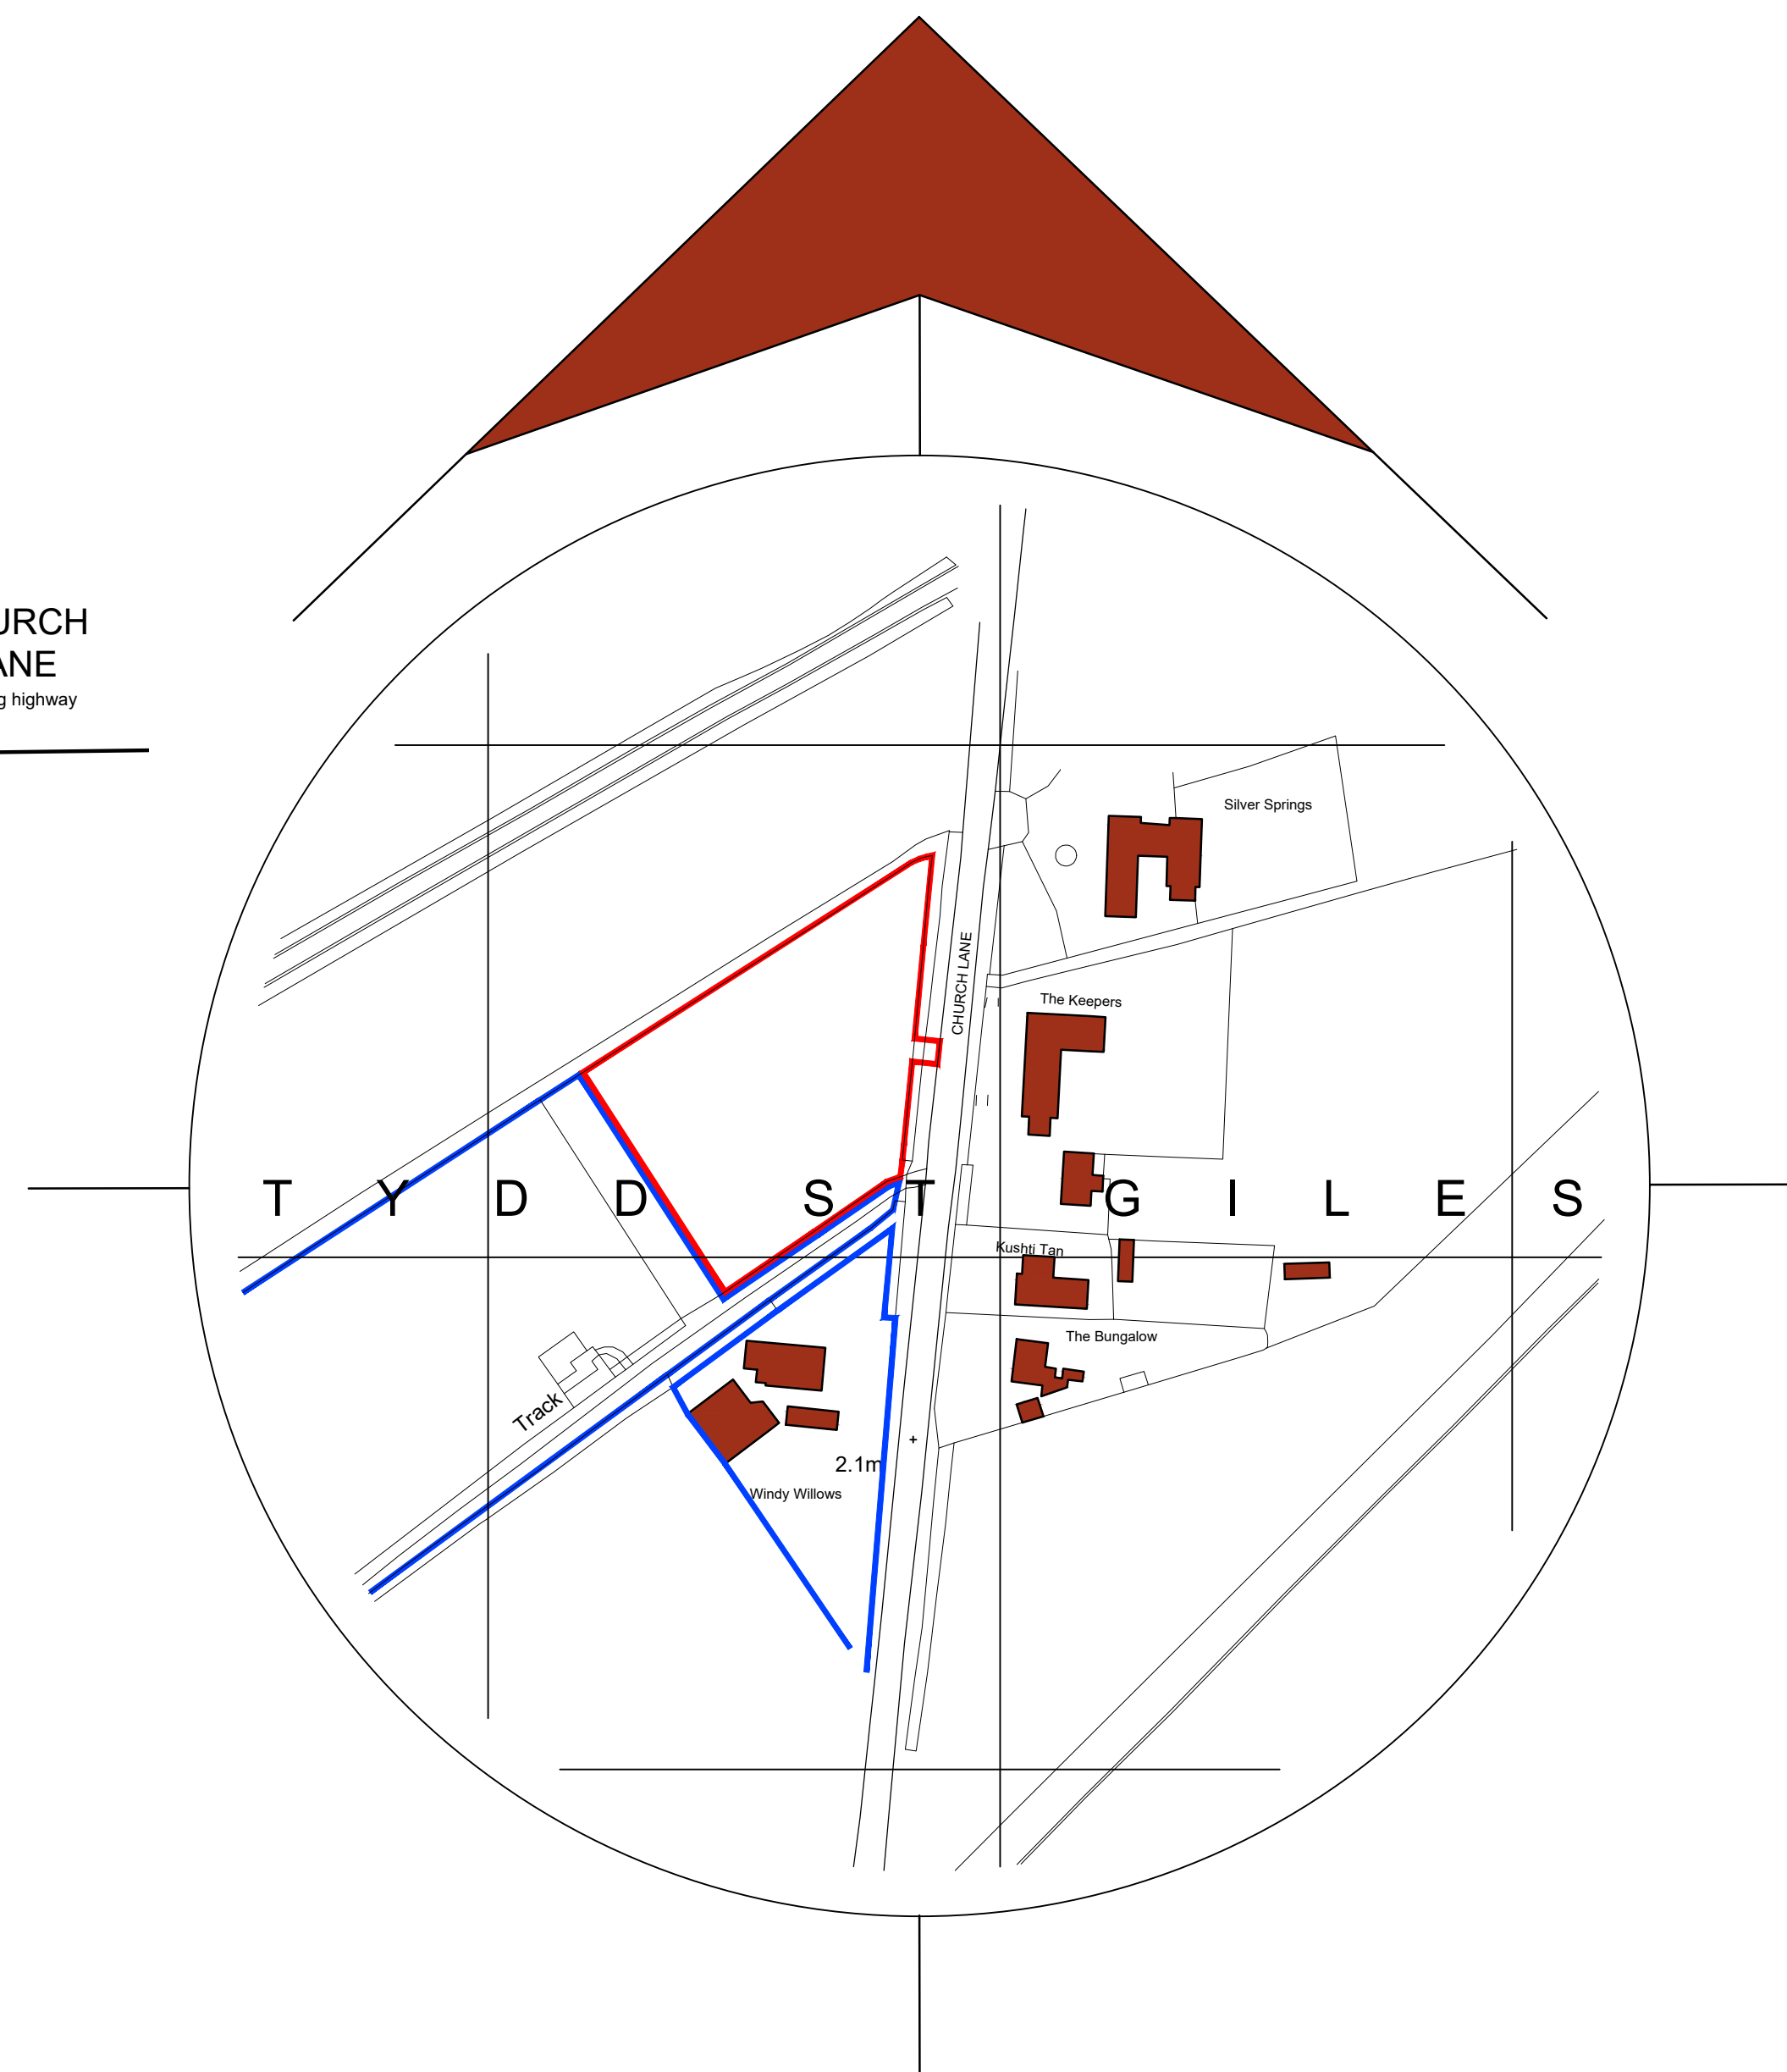 URCH
ANE
g highway
Silver Springs
CHURCH LANE
The Keepers
T Y D D S T G I L E S
Kushti Tan
The Bungalow
Track
2.1m
Windy Willows